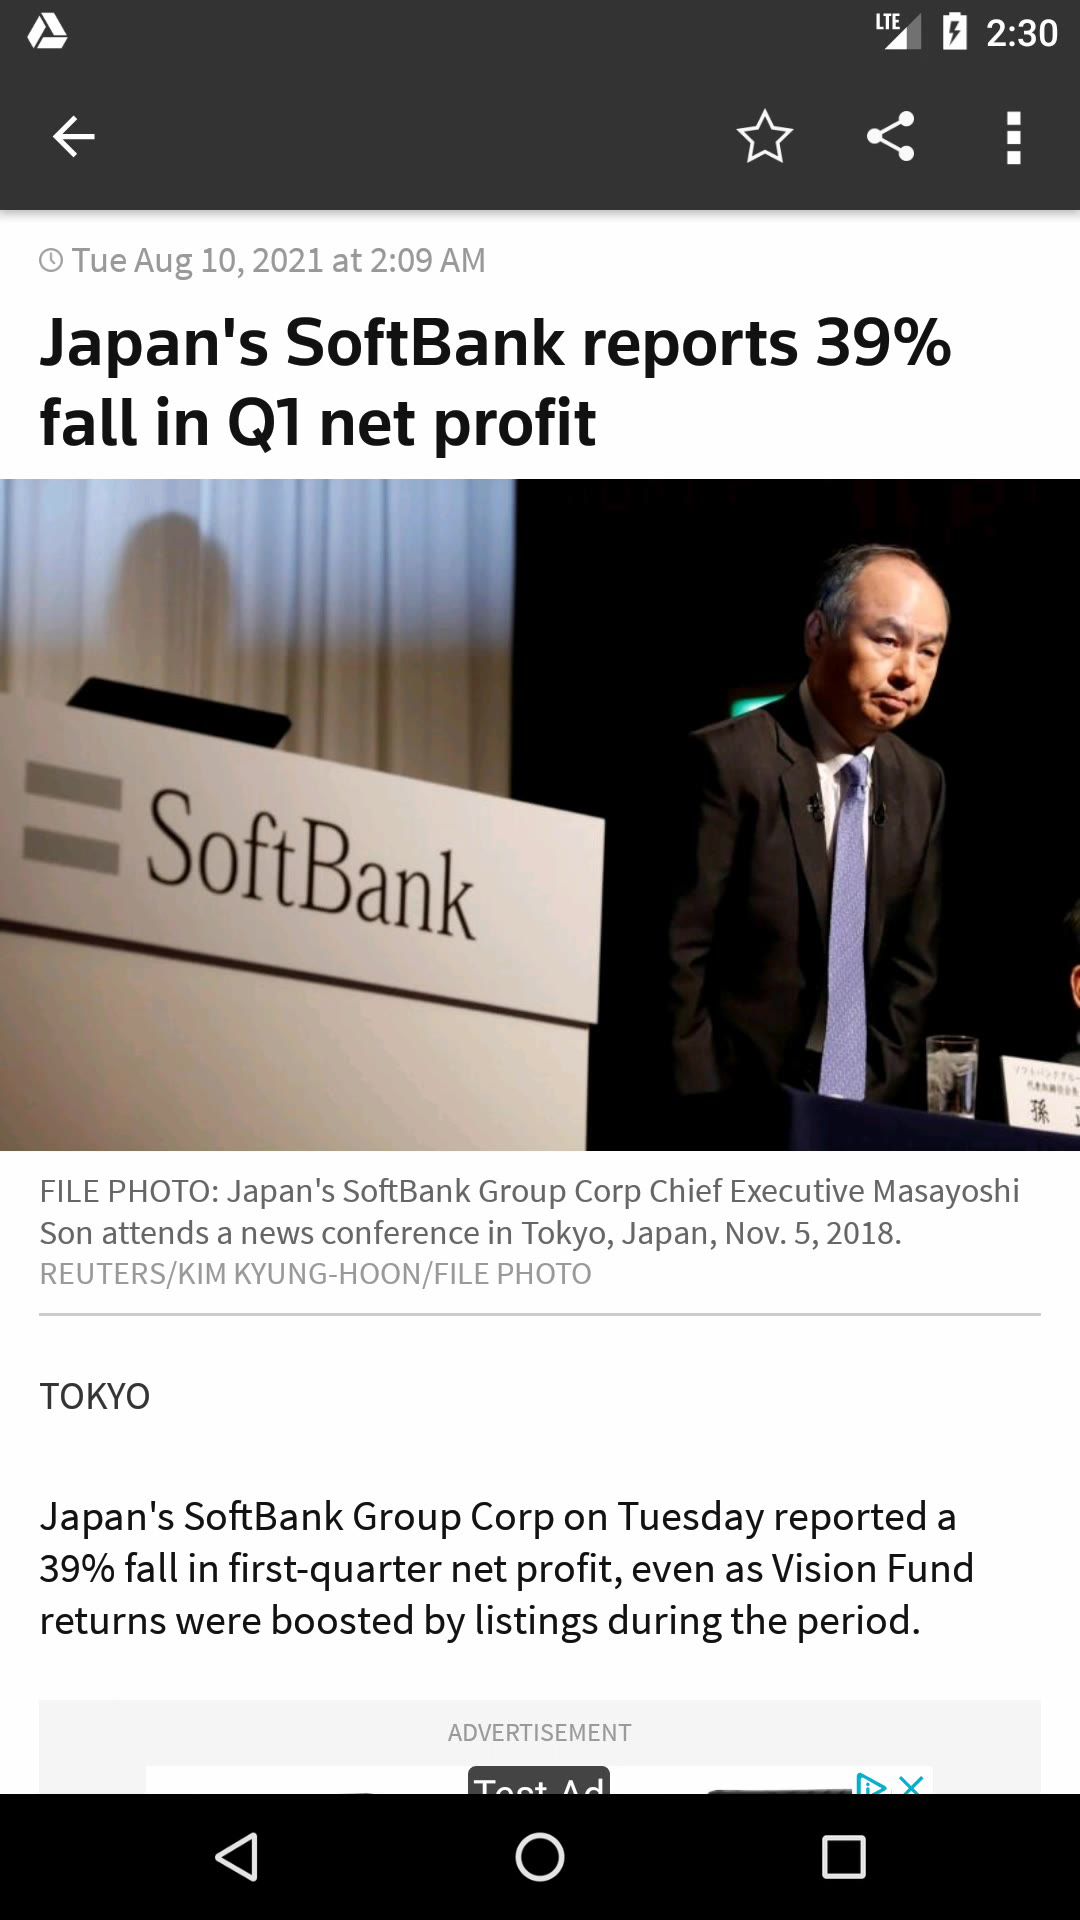 LTE 2:30
Tue Aug 10, 2021 at 2:09 AM
Japan's SoftBank reports 39%
fall in Q1 net profit
SoftBank
孫
FILE PHOTO: Japan's SoftBank Group Corp Chief Executive Masayoshi
Son attends a news conference in Tokyo, Japan, Nov. 5, 2018.
REUTERS/KIM KYUNG-HOON/FILE PHOTO
TOKYO
Japan's SoftBank Group Corp on Tuesday reported a
39% fall in first-quarter net profit, even as Vision Fund
returns were boosted by listings during the period.
ADVERTISEMENT
Test Ad